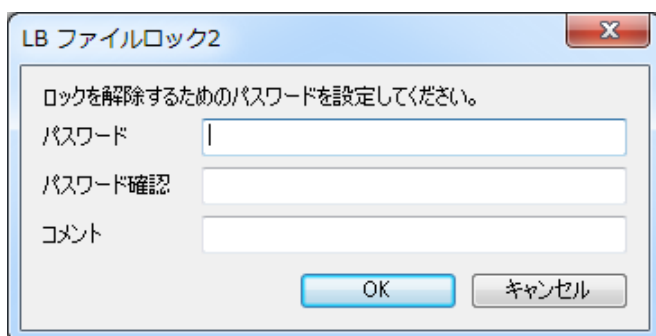 LB ファイルロック2
ロックを解除するためのパスワードを設定してください。
パスワード
パスワード確認
コメント
OK キャンセル